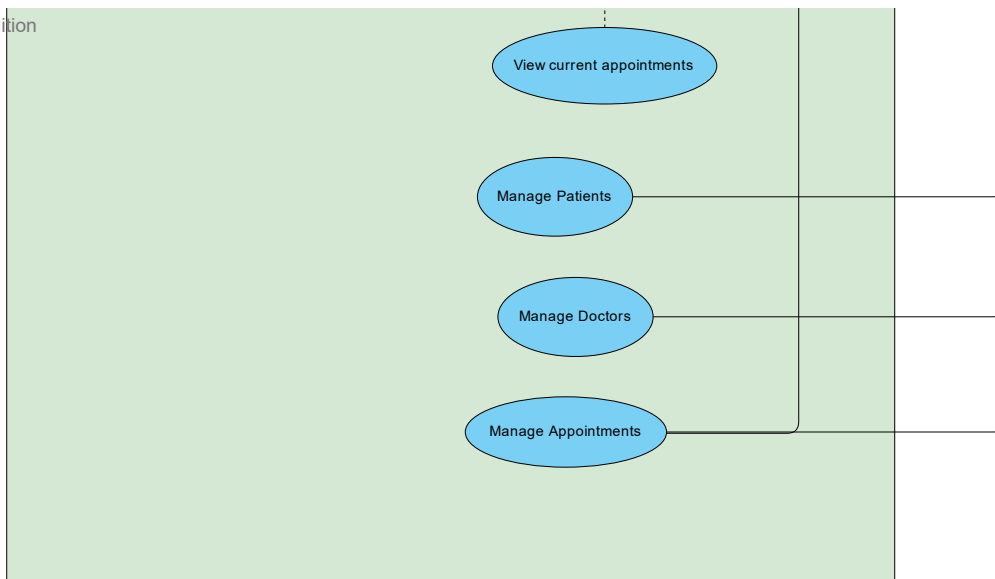 ition
View current appointments
Manage Patients
Manage Doctors
Manage Appointments